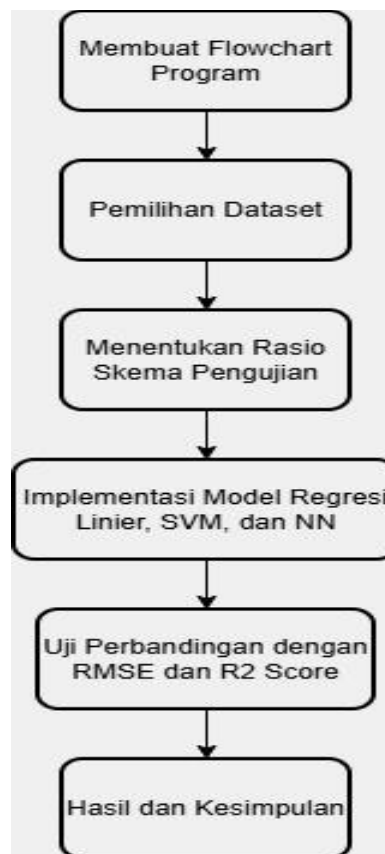 Membuat Flowchart
Program
Pemilihan Dataset
Menentukan Rasio
Skema Pengujian
Implementasi Model Regresi
Linier, SVM, dan NN
Uji Perbandingan dengan
RMSE dan R2 Score
Hasil dan Kesimpulan